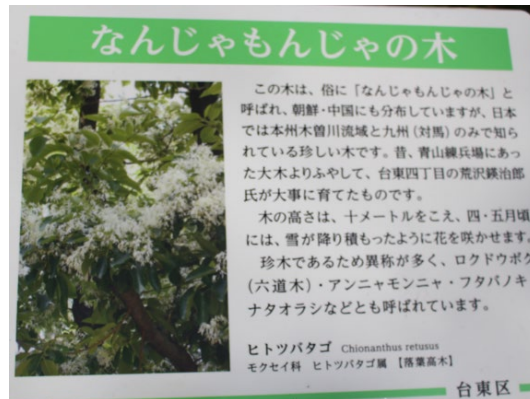 なんじゃもんじゃの木
この木は、俗に「なんじゃもんじゃの木」と
呼ばれ、朝鮮・中国にも分布していますが、日本
では本州木曽川流域と九州（対馬）のみで知ら
れている珍しい木です。昔、青山練兵場にあっ
た大木よりふやして、台東四丁目の荒沢鎂治郎
氏が大事に育てたものです。
木の高さは、十メートルをこえ、四・五月頃
には、雪が降り積もったように花を咲かせます。
珍木であるため異称が多く、ロクドウボク
（六道木）・アンニャモンニャ・フタバノキ
ナタオラシなどとも呼ばれています。
ヒトツバタゴ Chionanthus retusus
モクセイ科 ヒトツバタゴ属 【落葉高木】
台東区